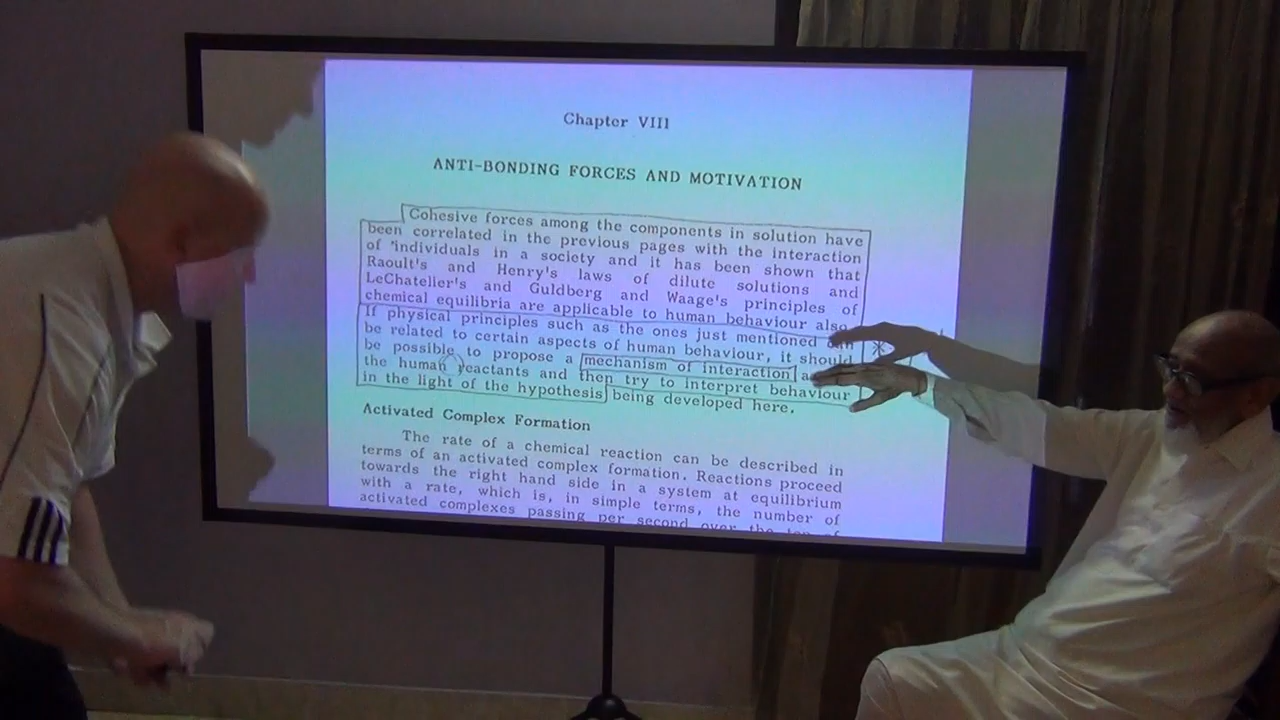 Chapter VIII
ANTI-BONDING FORCES AND MOTIVATION
Cohesive forces among the components in solution have
been correlated in the previous pages with the interaction
of 'individuals in a society and it has been shown that
Raoult's and Henry's laws of dilute solutions and
LeChatelier's and Guldberg and Waage's principles of
chemical equilibria are applicable to human behaviour also.
If physical principles such as the ones just mentioned
be related to certain aspects of human behaviour, it should
be possible to propose a mechanism of interaction
the human reactants and then try to interpret behaviour
in the light of the hypothesis being developed here.
Activated Complex Formation
The rate of a chemical reaction can be described in
terms of an activated complex formation. Reactions proceed
towards the right hand side in a system at equilibrium
with a rate, which is, in simple terms, the number of
activated complexes passing per second over the top of